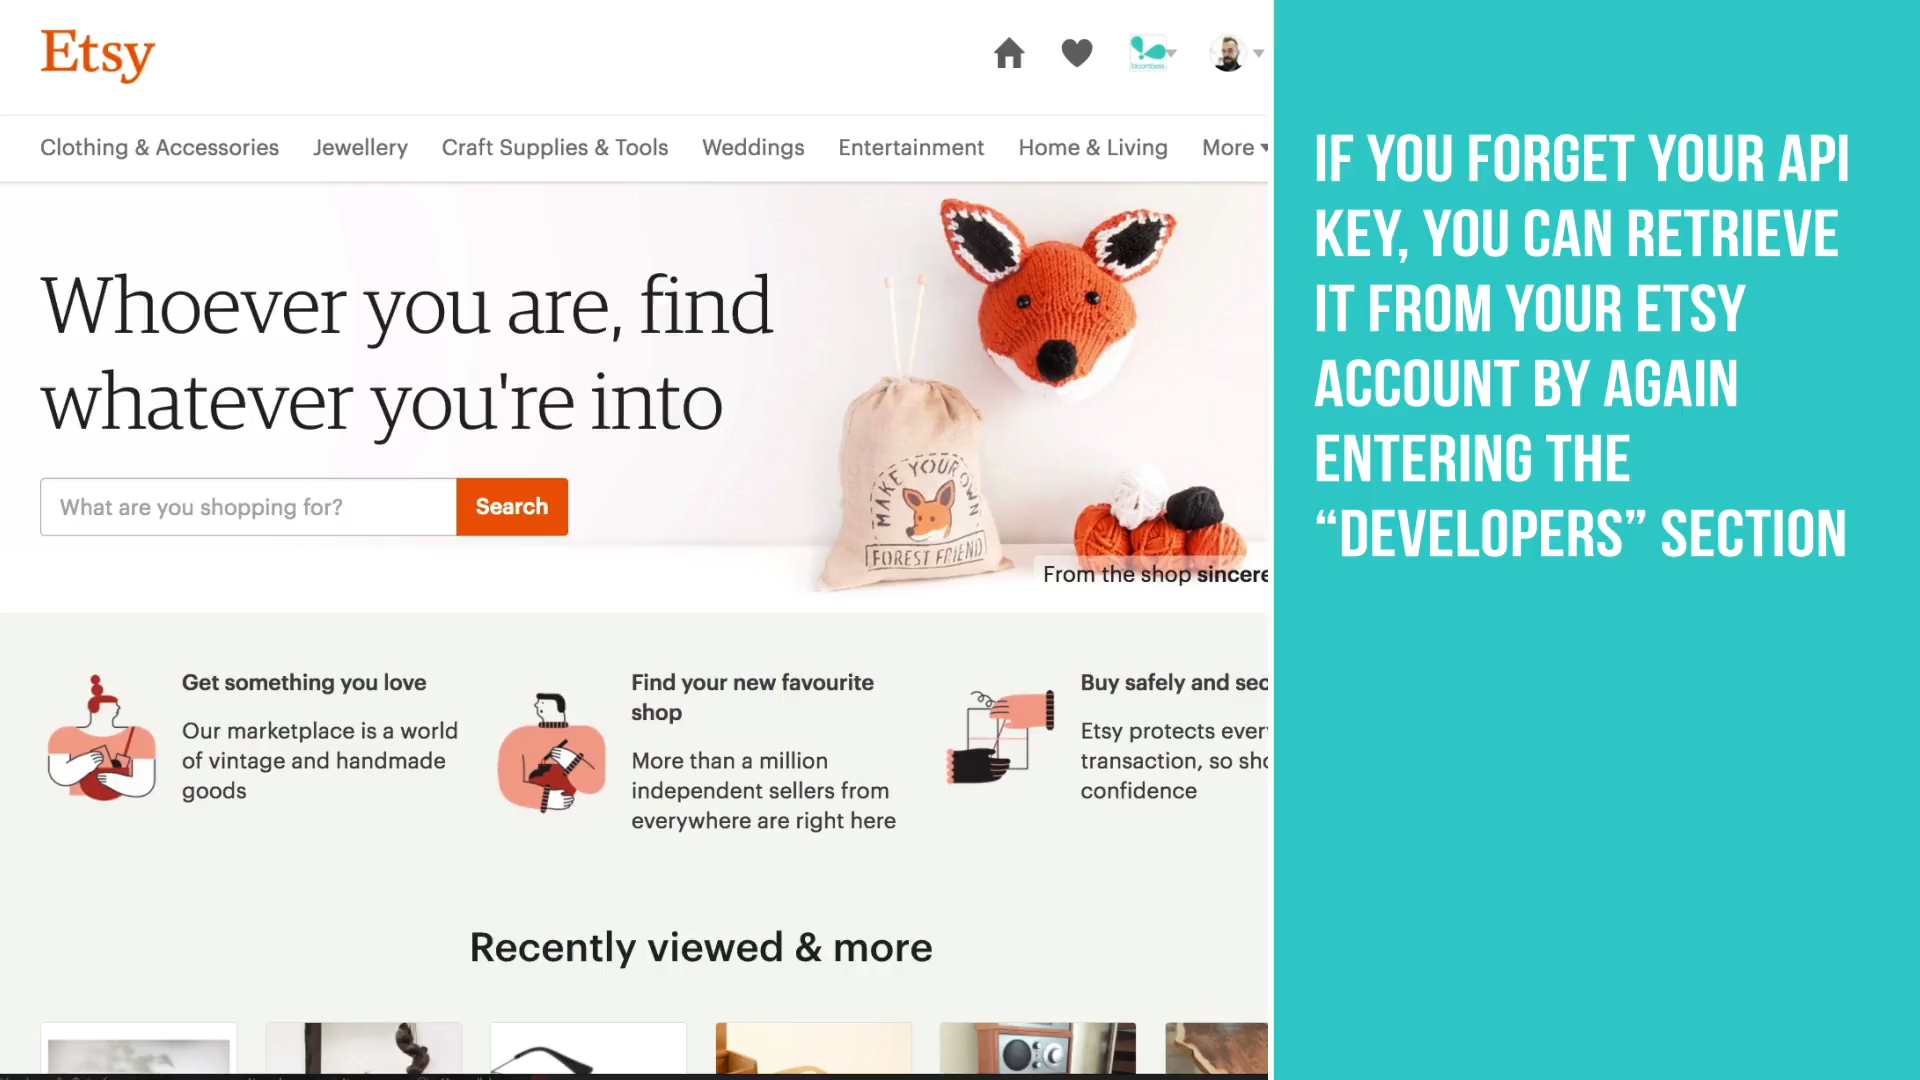 Etsy
bloombees
Clothing & Accessories Jewellery Craft Supplies & Tools Weddings Entertainment Home & Living More
Whoever you are, find
whatever you're into
What are you shopping for? Search
MAKE YOUR OWN
FOREST FRIEND
From the shop sincere
Get something you love
Our marketplace is a world
of vintage and handmade
goods
Find your new favourite
shop
More than a million
independent sellers from
everywhere are right here
Buy safely and sec
Etsy protects ever
transaction, so sho
confidence
Recently viewed & more
IF YOU FORGET YOUR API
KEY, YOU CAN RETRIEVE
IT FROM YOUR ETSY
ACCOUNT BY AGAIN
ENTERING THE
“DEVELOPERS” SECTION